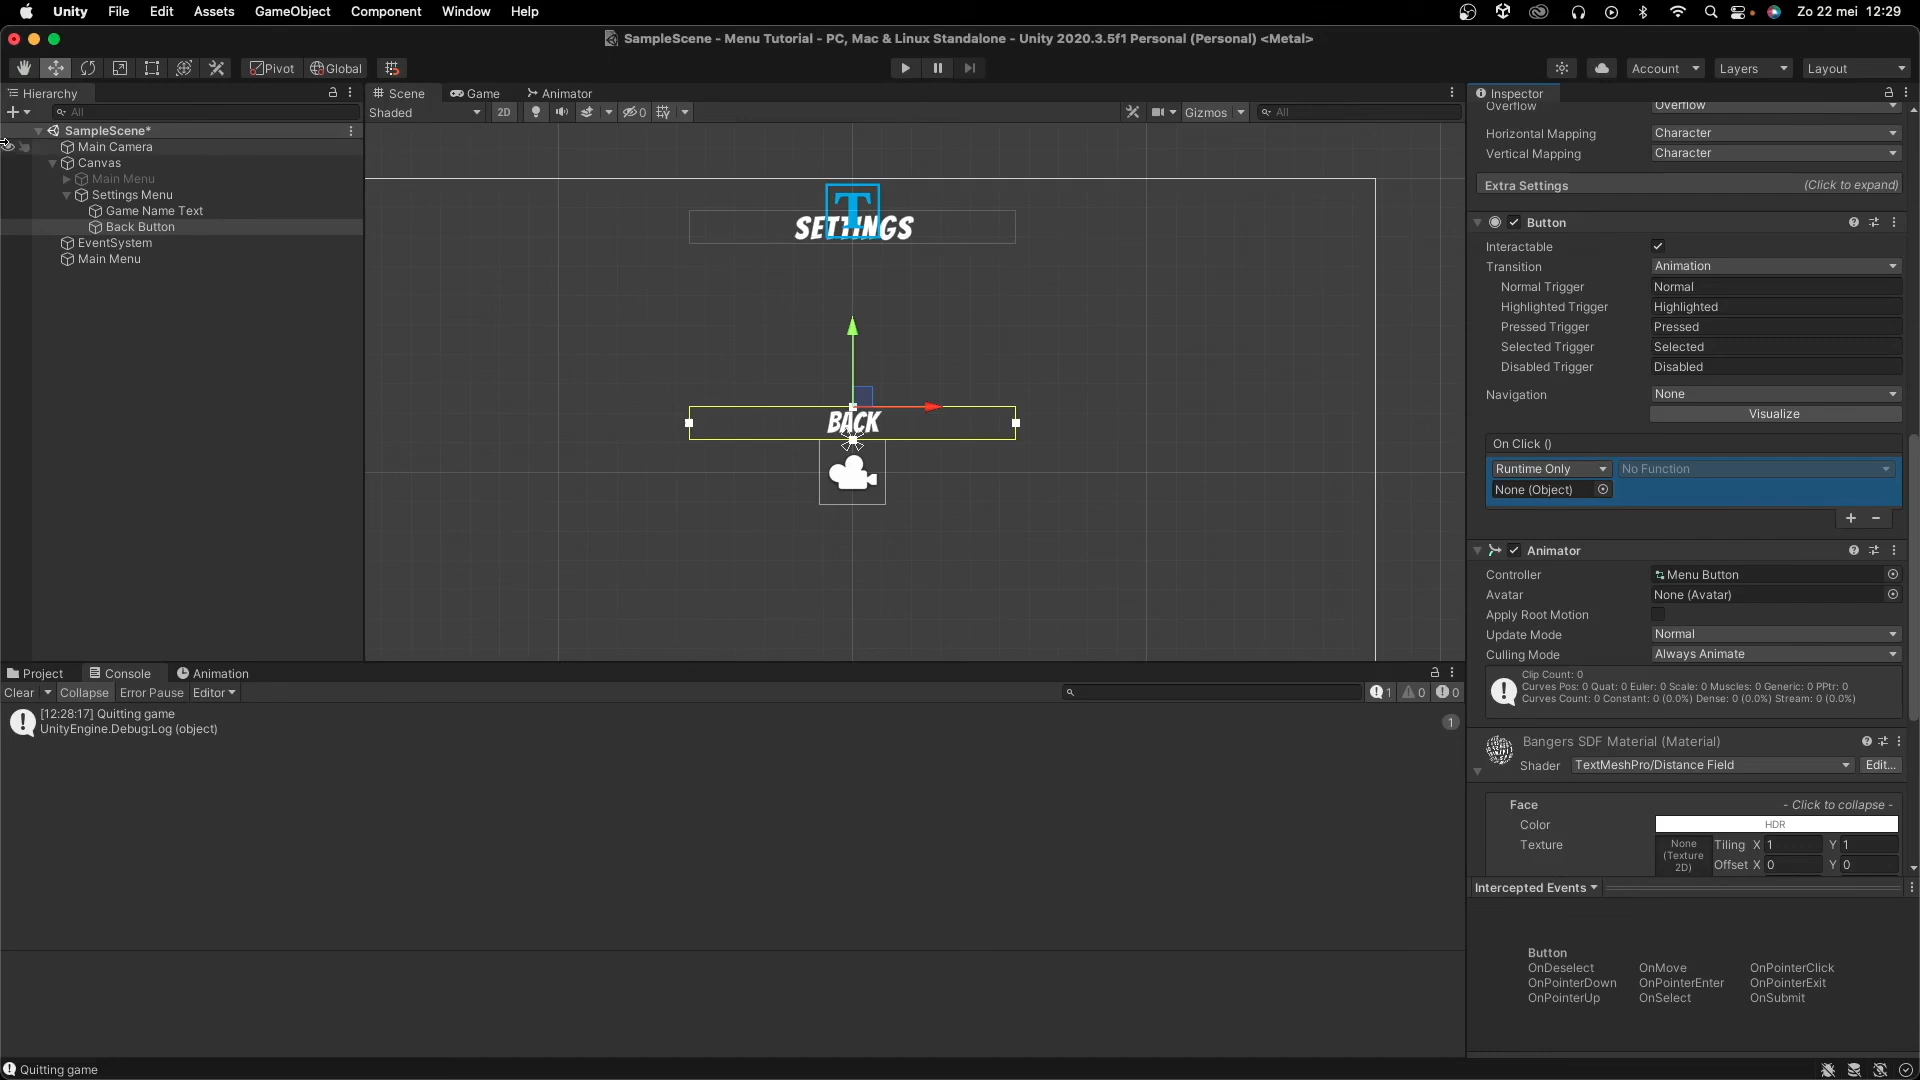 Unity File Edit Assets GameObject Component Window Help
Zo 22 mei 12:29
SampleScene - Menu Tutorial - PC, Mac & Linux Standalone - Unity 2020.3.5f1 Personal (Personal) <Metal>
Pivot Global
Account Layers Layout
Hierarchy
All
SampleScene*
Main Camera
Canvas
Main Menu
Settings Menu
Game Name Text
Back Button
EventSystem
Main Menu
Scene Game Animator
Shaded 2D 0 Gizmos All
T
SETTINGS
BACK
Project Console Animation
Clear Collapse Error Pause Editor
1 0 0
[12:28:17] Quitting game
UnityEngine.Debug:Log (object)
1
Inspector
Overflow Overflow
Horizontal Mapping Character
Vertical Mapping Character
Extra Settings (Click to expand)
Button
Interactable
Transition Animation
Normal Trigger Normal
Highlighted Trigger Highlighted
Pressed Trigger Pressed
Selected Trigger Selected
Disabled Trigger Disabled
Navigation None
Visualize
On Click ()
Runtime Only No Function
None (Object)
+ −
Animator
Controller Menu Button
Avatar None (Avatar)
Apply Root Motion
Update Mode Normal
Culling Mode Always Animate
Clip Count: 0
Curves Pos: 0 Quat: 0 Euler: 0 Scale: 0 Muscles: 0 Generic: 0 PPtr: 0
Curves Count: 0 Constant: 0 (0.0%) Dense: 0 (0.0%) Stream: 0 (0.0%)
Bangers SDF Material (Material)
Shader TextMeshPro/Distance Field Edit...
Face - Click to collapse -
Color HDR
Texture None (Texture 2D) Tiling X 1 Y 1
Offset X 0 Y 0
Intercepted Events
Button
OnDeselect OnMove OnPointerClick
OnPointerDown OnPointerEnter OnPointerExit
OnPointerUp OnSelect OnSubmit
Quitting game